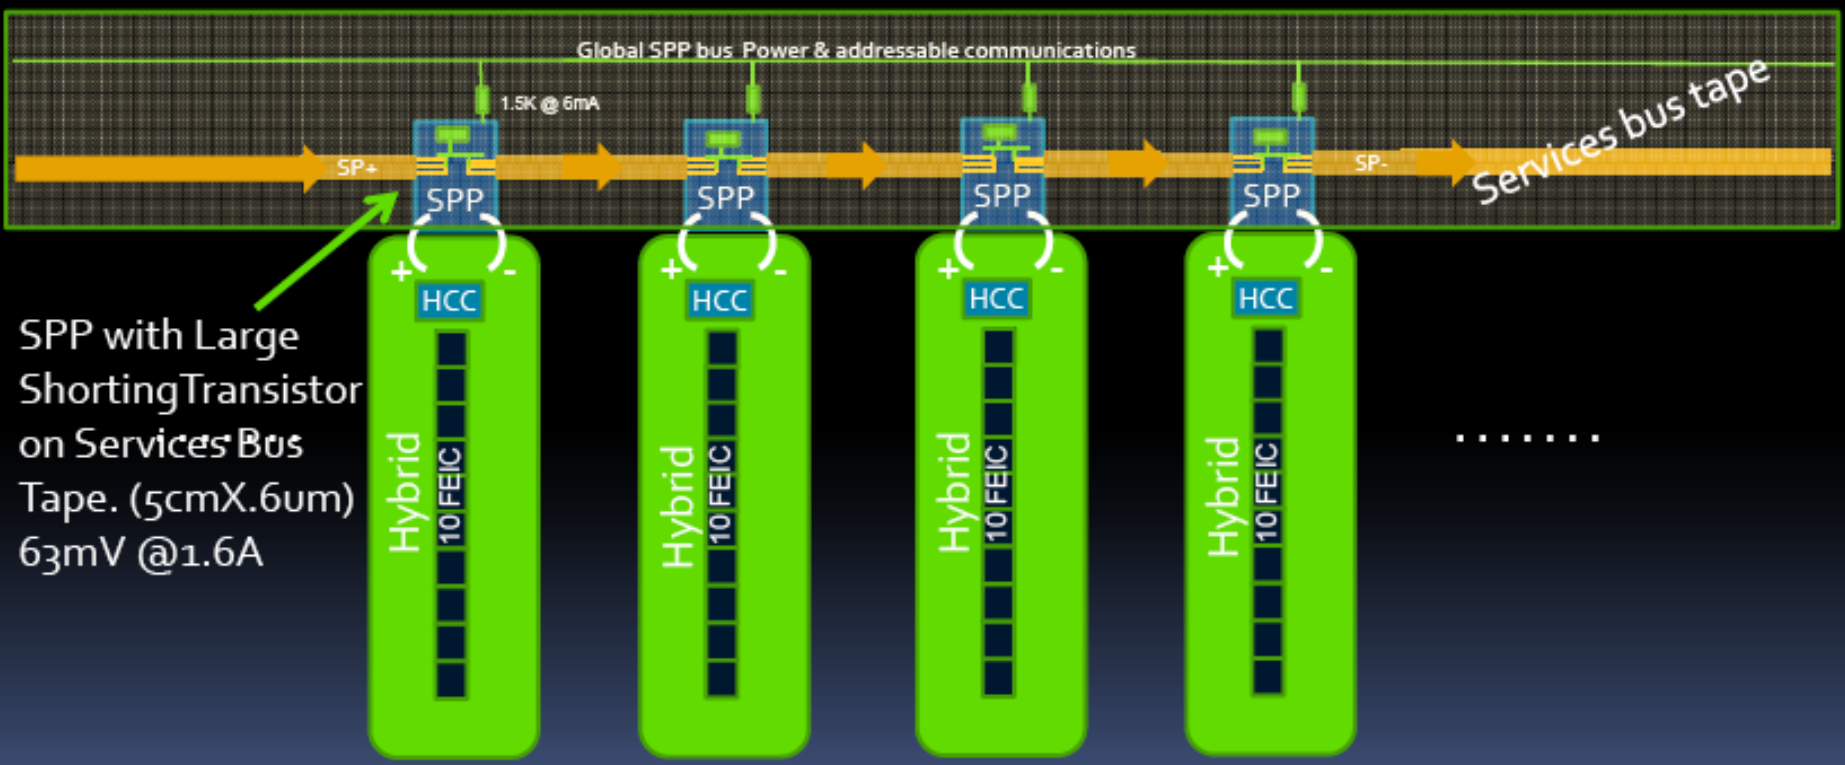 Global SPP bus Power & addressable communications
1.5K @ 6mA
Services bus tape
SP+
SP-
SPP
SPP
SPP
SPP
+ -
+ -
+ -
+ -
HCC
HCC
HCC
HCC
SPP with Large
ShortingTransistor
on Services Bus
Tape. (5cmX.6um)
63mV @1.6A
Hybrid
10 FEIC
Hybrid
10 FEIC
Hybrid
10 FEIC
Hybrid
10 FEIC
.......